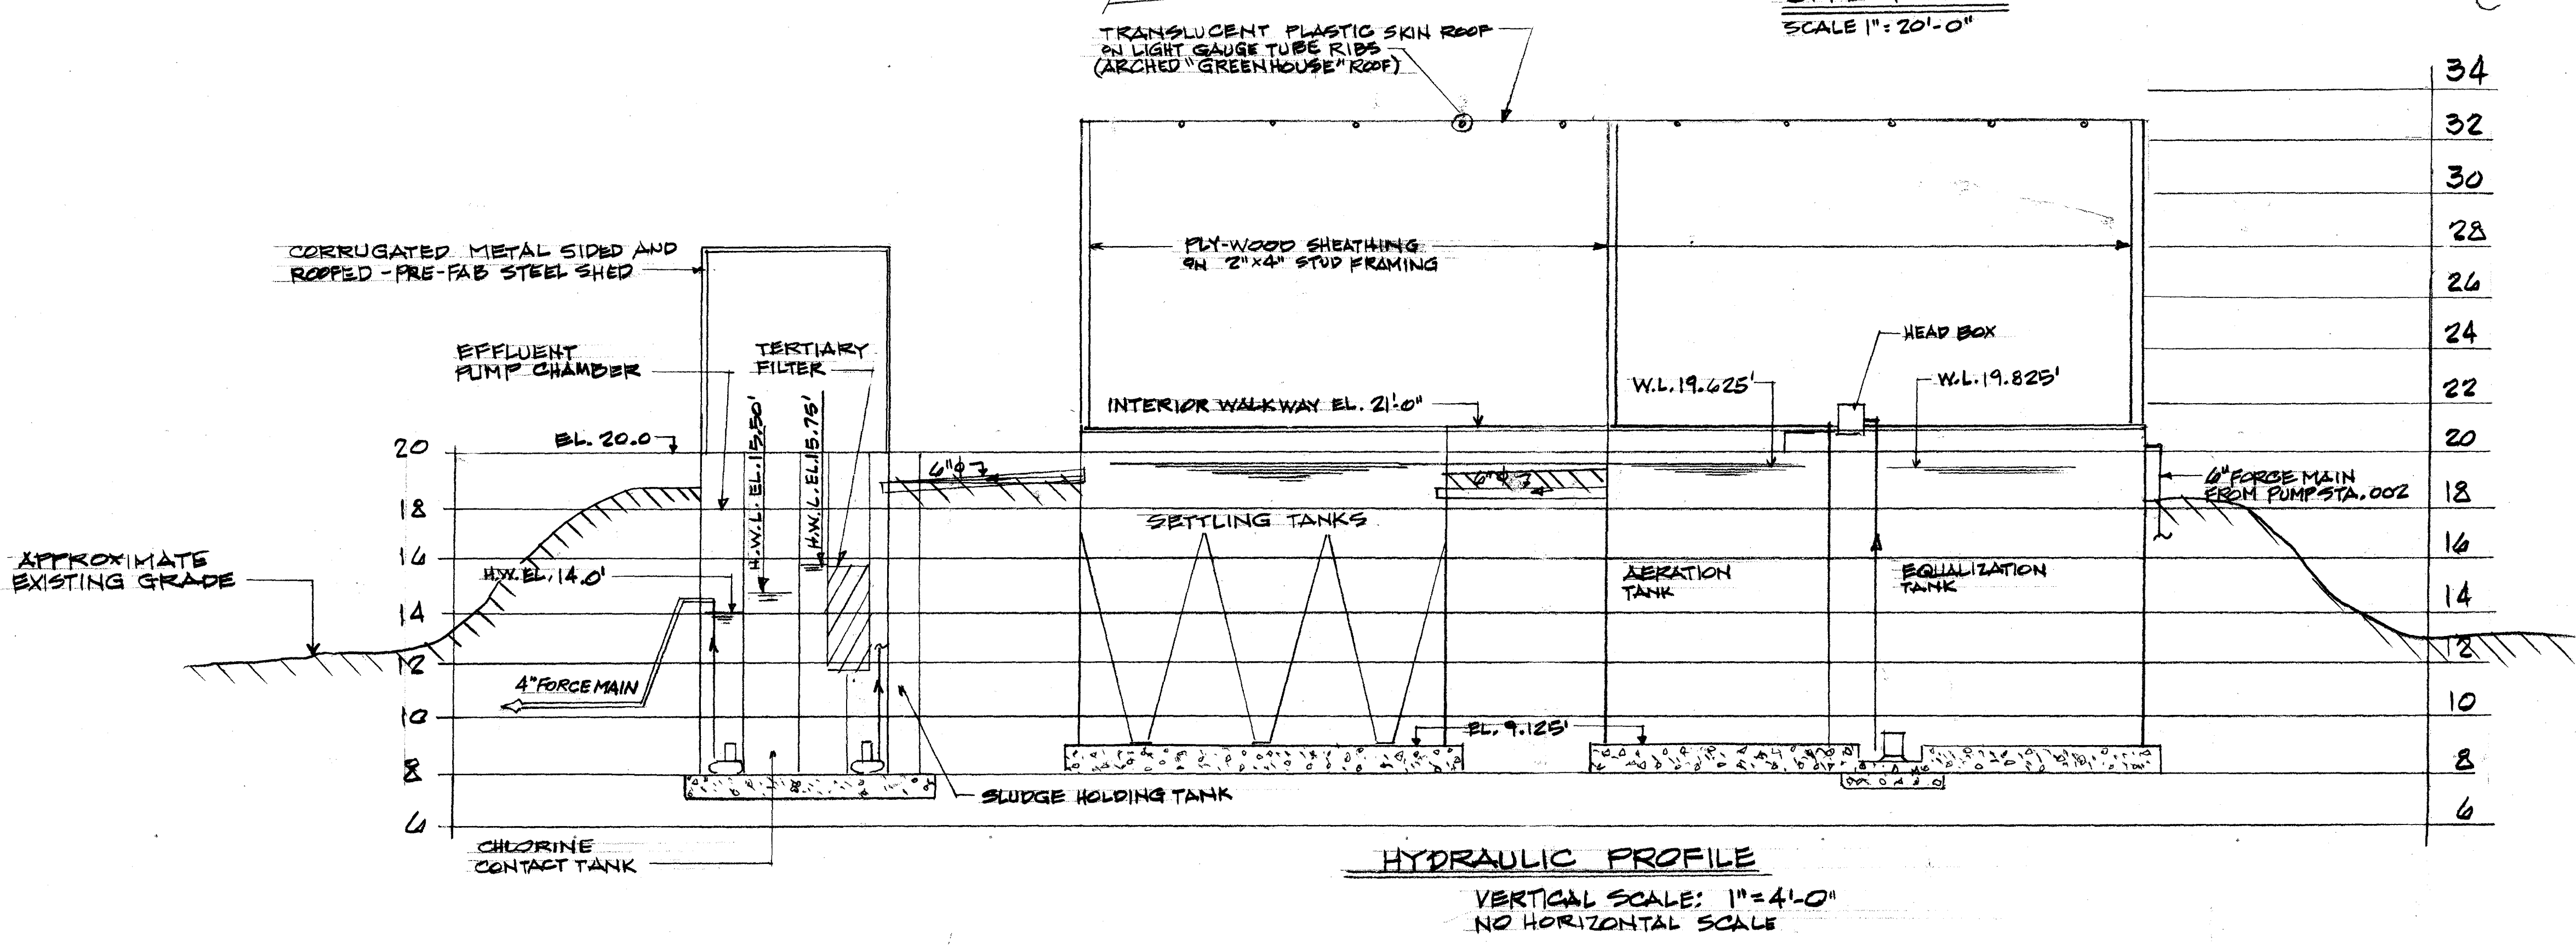 SCALE 1": 20'-0"
TRANSLUCENT PLASTIC SKIN ROOF
ON LIGHT GAUGE TUBE RIBS
(ARCHED "GREENHOUSE" ROOF)
34
32
30
28
26
24
22
20
18
16
14
12
10
8
6
CORRUGATED METAL SIDED AND
ROOFED - PRE-FAB STEEL SHED
PLY-WOOD SHEATHING
ON 2"x4" STUD FRAMING
HEAD BOX
EFFLUENT
PUMP CHAMBER
TERTIARY
FILTER
W.L. 19.625'
W.L. 19.825'
INTERIOR WALKWAY EL. 21'-0"
H.W.L. EL. 15.50'
H.W.L. EL. 15.75'
EL. 20.0
20
18
16
14
12
10
8
6
6"φ
6"φ
6" FORCE MAIN
FROM PUMP STA. 002
SETTLING TANKS
APPROXIMATE
EXISTING GRADE
H.W. EL. 14.0'
AERATION
TANK
EQUALIZATION
TANK
4" FORCE MAIN
EL. 9.125'
SLUDGE HOLDING TANK
CHLORINE
CONTACT TANK
HYDRAULIC PROFILE
VERTICAL SCALE: 1"=4'-0"
NO HORIZONTAL SCALE